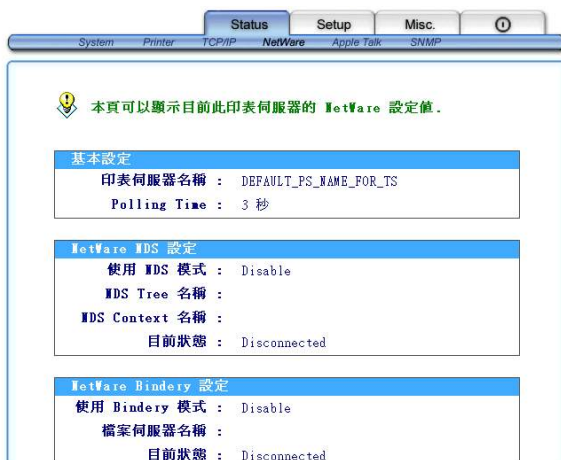 Status Setup Misc.
System Printer TCP/IP NetWare Apple Talk SNMP
本頁可以顯示目前此印表伺服器的 NetWare 設定值.
基本設定
印表伺服器名稱 : DEFAULT_PS_NAME_FOR_TS
Polling Time : 3 秒
NetWare NDS 設定
使用 NDS 模式 : Disable
NDS Tree 名稱 :
NDS Context 名稱 :
目前狀態 : Disconnected
NetWare Bindery 設定
使用 Bindery 模式 : Disable
檔案伺服器名稱 :
目前狀態 : Disconnected